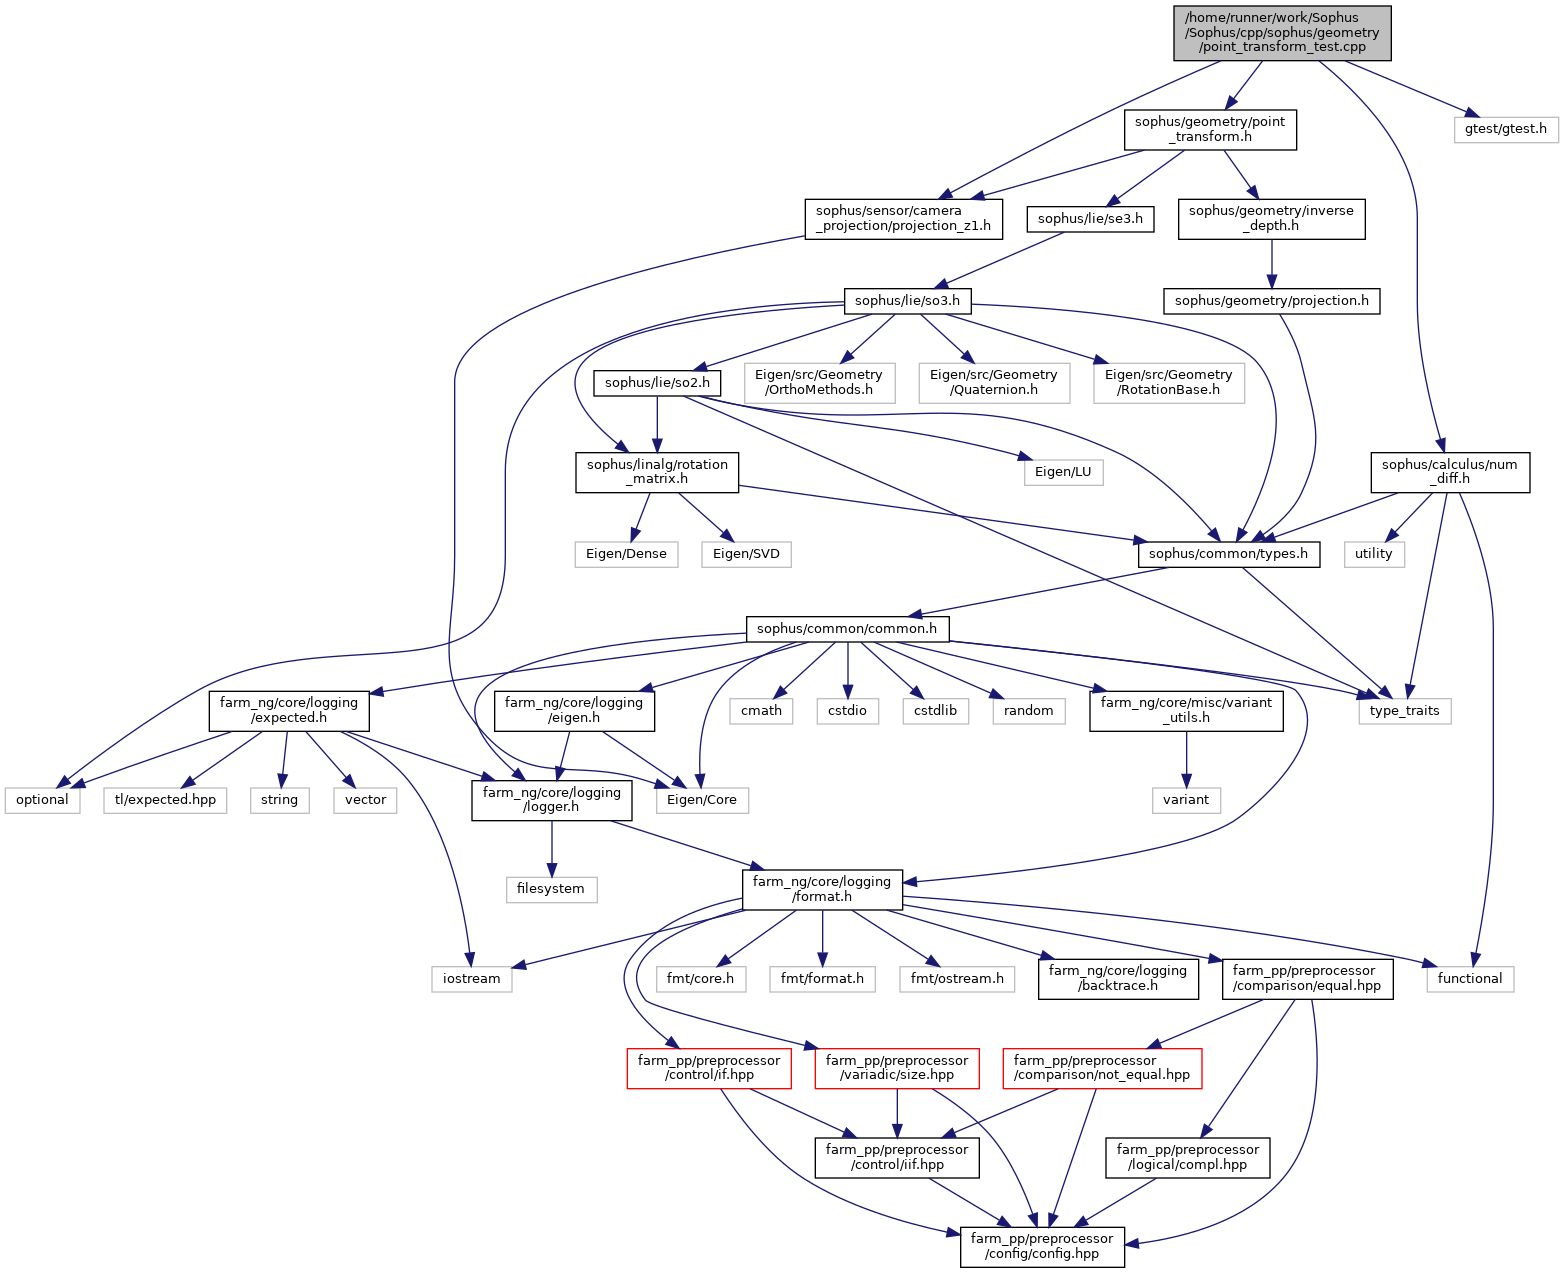 /home/runner/work/Sophus
/Sophus/cpp/sophus/geometry
/point_transform_test.cpp
sophus/geometry/point
_transform.h
gtest/gtest.h
sophus/sensor/camera
_projection/projection_z1.h
sophus/lie/se3.h
sophus/geometry/inverse
_depth.h
sophus/lie/so3.h
sophus/geometry/projection.h
sophus/lie/so2.h
Eigen/src/Geometry
/OrthoMethods.h
Eigen/src/Geometry
/Quaternion.h
Eigen/src/Geometry
/RotationBase.h
sophus/linalg/rotation
_matrix.h
Eigen/LU
sophus/calculus/num
_diff.h
Eigen/Dense
Eigen/SVD
sophus/common/types.h
utility
sophus/common/common.h
farm_ng/core/logging
/expected.h
farm_ng/core/logging
/eigen.h
cmath
cstdio
cstdlib
random
farm_ng/core/misc/variant
_utils.h
type_traits
optional
tl/expected.hpp
string
vector
farm_ng/core/logging
/logger.h
Eigen/Core
variant
filesystem
farm_ng/core/logging
/format.h
iostream
fmt/core.h
fmt/format.h
fmt/ostream.h
farm_ng/core/logging
/backtrace.h
farm_pp/preprocessor
/comparison/equal.hpp
functional
farm_pp/preprocessor
/control/if.hpp
farm_pp/preprocessor
/variadic/size.hpp
farm_pp/preprocessor
/comparison/not_equal.hpp
farm_pp/preprocessor
/control/iif.hpp
farm_pp/preprocessor
/logical/compl.hpp
farm_pp/preprocessor
/config/config.hpp